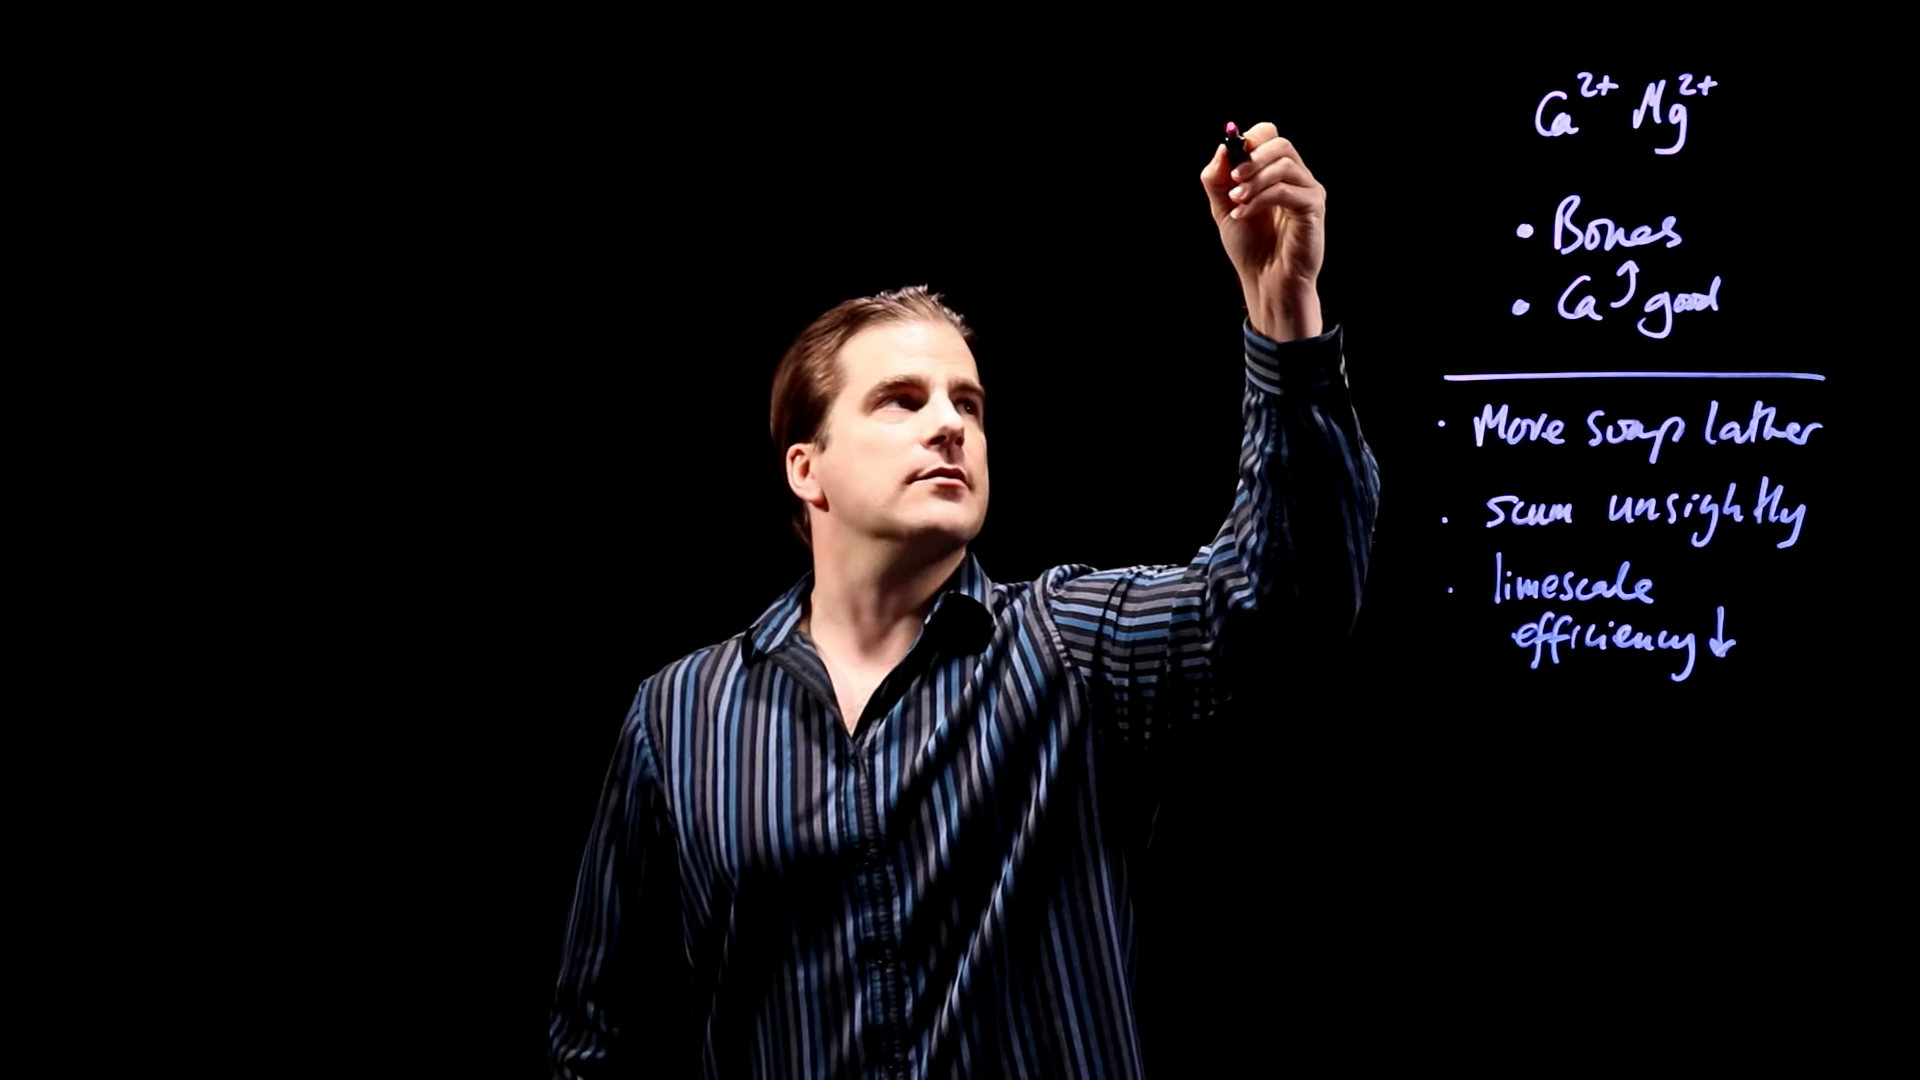 Ca²⁺ Mg²⁺
• Bones
• Ca ⤴ good
· More soap lather
· scum unsightly
· limescale
efficiency ↓